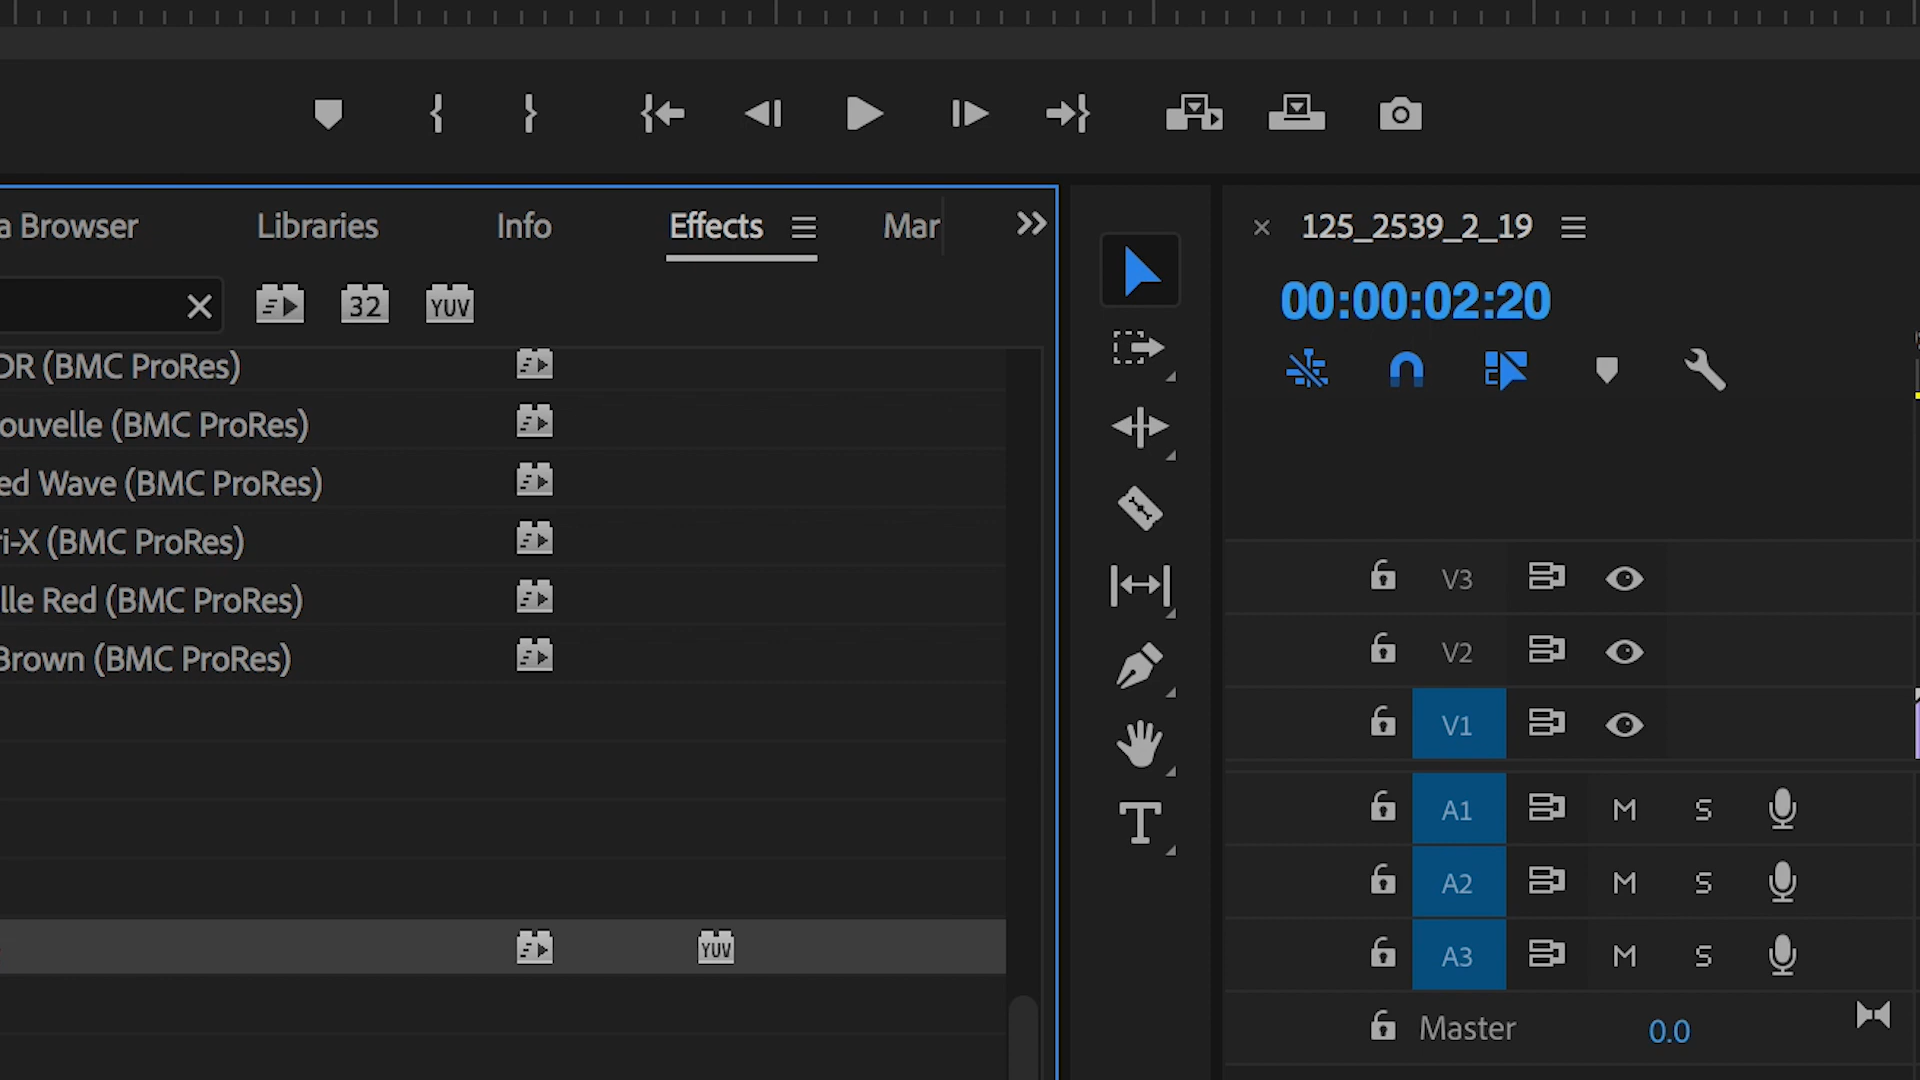 a Browser
Libraries
Info
Effects
Mar
125_2539_2_19
00:00:02:20
32
YUV
DR (BMC ProRes)
ouvelle (BMC ProRes)
ed Wave (BMC ProRes)
ri-X (BMC ProRes)
lle Red (BMC ProRes)
Brown (BMC ProRes)
YUV
V3
V2
V1
A1 M S
A2 M S
A3 M S
Master 0.0